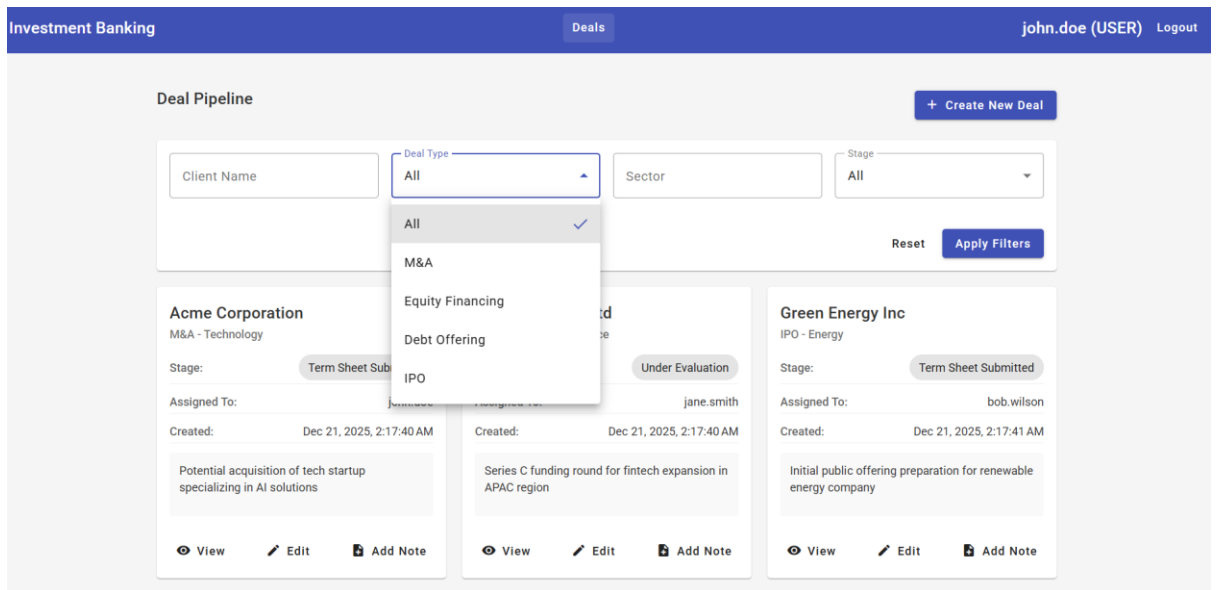 Investment Banking
Deals
john.doe (USER) Logout
Deal Pipeline
+ Create New Deal
Client Name
Deal Type
All
Sector
Stage
All
All
M&A
Equity Financing
Debt Offering
IPO
Reset
Apply Filters
Acme Corporation
M&A - Technology
Stage:
Assigned To:
Created: Dec 21, 2025, 2:17:40 AM
Potential acquisition of tech startup
specializing in AI solutions
View Edit Add Note
Under Evaluation
jane.smith
Created: Dec 21, 2025, 2:17:40 AM
Series C funding round for fintech expansion in
APAC region
View Edit Add Note
Green Energy Inc
IPO - Energy
Stage: Term Sheet Submitted
Assigned To: bob.wilson
Created: Dec 21, 2025, 2:17:41 AM
Initial public offering preparation for renewable
energy company
View Edit Add Note